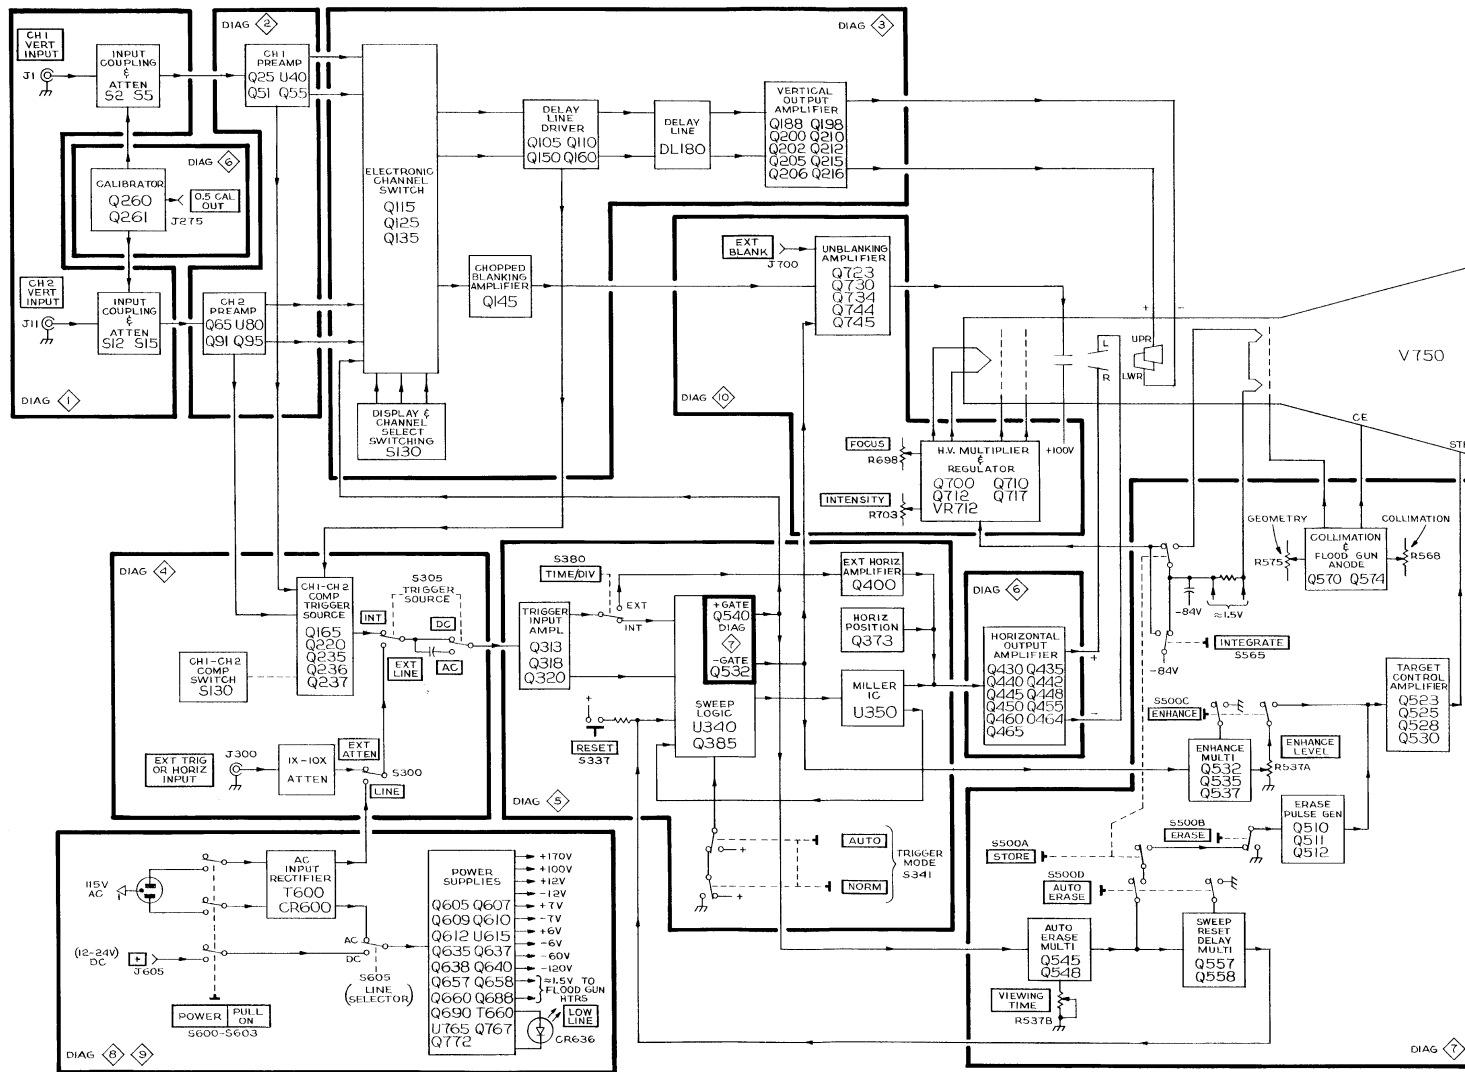 CH 1
VERT
INPUT
J1
INPUT
COUPLING
&
ATTEN
S2 S5
DIAG 2
CH 1
PREAMP
Q25 U40
Q51 Q55
DIAG 3
DIAG 6
CALIBRATOR
Q260
Q261
0.5 CAL
OUT
J275
CH 2
VERT
INPUT
J11
INPUT
COUPLING
&
ATTEN
S12 S15
CH 2
PREAMP
Q65 U80
Q91 Q95
DIAG 1
ELECTRONIC
CHANNEL
SWITCH
Q115
Q125
Q135
DISPLAY &
CHANNEL
SELECT
SWITCHING
S130
DELAY
LINE
DRIVER
Q105 Q110
Q150 Q160
DELAY
LINE
DL180
VERTICAL
OUTPUT
AMPLIFIER
Q188 Q198
Q200 Q210
Q202 Q212
Q205 Q215
Q206 Q216
CHOPPED
BLANKING
AMPLIFIER
Q145
EXT
BLANK
J700
UNBLANKING
AMPLIFIER
Q723
Q730
Q734
Q744
Q745
DIAG 10
L
R
UPR
LWR
+
-
V750
CE
STB
FOCUS
R698
INTENSITY
R703
H.V. MULTIPLIER
&
REGULATOR
Q700 Q710
Q712 Q717
VR712
+100V
GEOMETRY
R575
COLLIMATION
R568
COLLIMATION
&
FLOOD GUN
ANODE
Q570 Q574
-84V
≈1.5V
INTEGRATE
S565
-84V
DIAG 4
CH1-CH2
COMP
TRIGGER
SOURCE
Q165
Q220
Q235
Q236
Q237
CH1-CH2
COMP
SWITCH
S130
S305
TRIGGER
SOURCE
INT
DC
EXT
LINE
AC
EXT TRIG
OR HORIZ
INPUT
J300
1X-10X
ATTEN
EXT
ATTEN
S300
LINE
S380
TIME/DIV
TRIGGER
INPUT
AMPL
Q313
Q318
Q320
EXT
INT
+
RESET
S337
+GATE
Q540
DIAG
7
-GATE
Q532
SWEEP
LOGIC
U340
Q385
EXT HORIZ
AMPLIFIER
Q400
HORIZ
POSITION
Q373
MILLER
IC
U350
DIAG 5
DIAG 6
HORIZONTAL
OUTPUT
AMPLIFIER
Q430 Q435
Q440 Q442
Q445 Q448
Q450 Q455
Q460 Q464
Q465
+
-
+
+
AUTO
NORM
TRIGGER
MODE
S341
S500C
ENHANCE
ENHANCE
MULTI
Q532
Q535
Q537
ENHANCE
LEVEL
R537A
TARGET
CONTROL
AMPLIFIER
Q523
Q525
Q528
Q530
ERASE
PULSE GEN
Q510
Q511
Q512
S500B
ERASE
S500A
STORE
S500D
AUTO
ERASE
AUTO
ERASE
MULTI
Q545
Q548
SWEEP
RESET
DELAY
MULTI
Q557
Q558
VIEWING
TIME
R537B
DIAG 7
115V
AC
(12-24V)
DC
+
J605
AC
INPUT
RECTIFIER
T600
CR600
AC
DC
S605
(LINE
SELECTOR)
POWER PULL
ON
S600-S603
POWER
SUPPLIES
Q605 Q607
Q609 Q610
Q612 U615
Q635 Q637
Q638 Q640
Q657 Q658
Q660 Q688
Q690 T660
U765 Q767
Q772
+170V
+100V
+12V
-12V
+7V
-7V
+6V
-6V
-60V
-120V
≈1.5V TO
FLOOD GUN
HTRS
LOW
LINE
CR636
DIAG 8 9